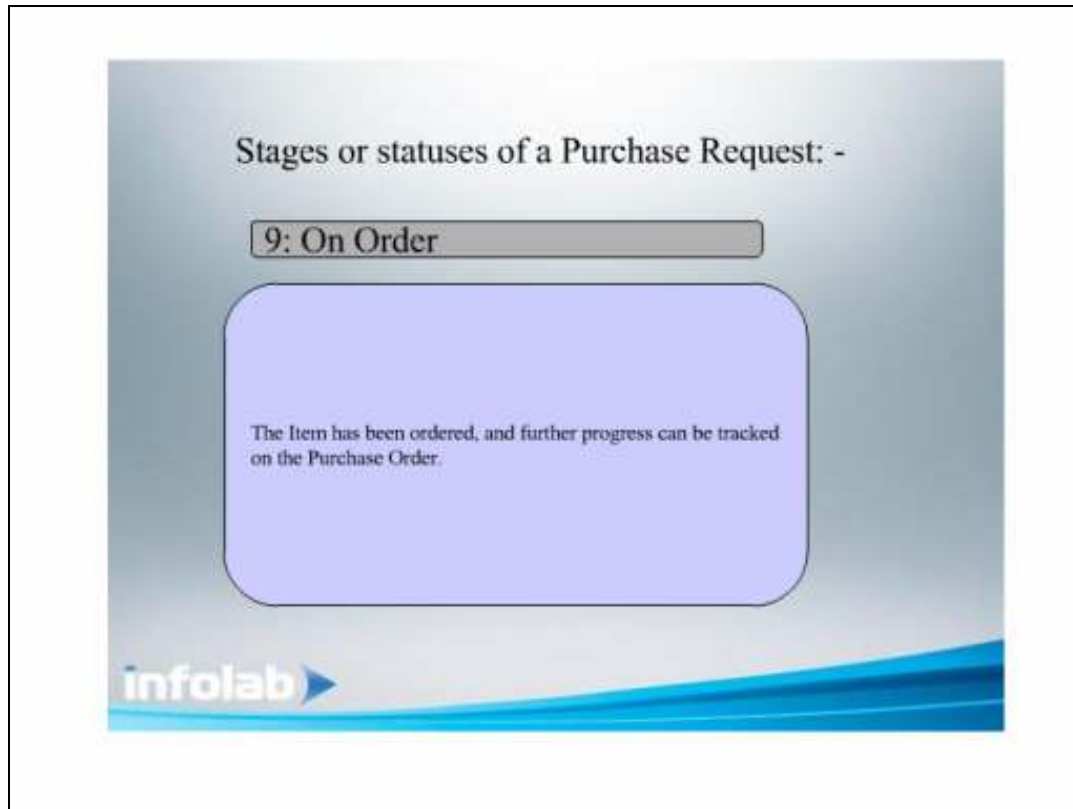 Stages or statuses of a Purchase Request: -
9: On Order
The Item has been ordered, and further progress can be tracked
on the Purchase Order.
infolab